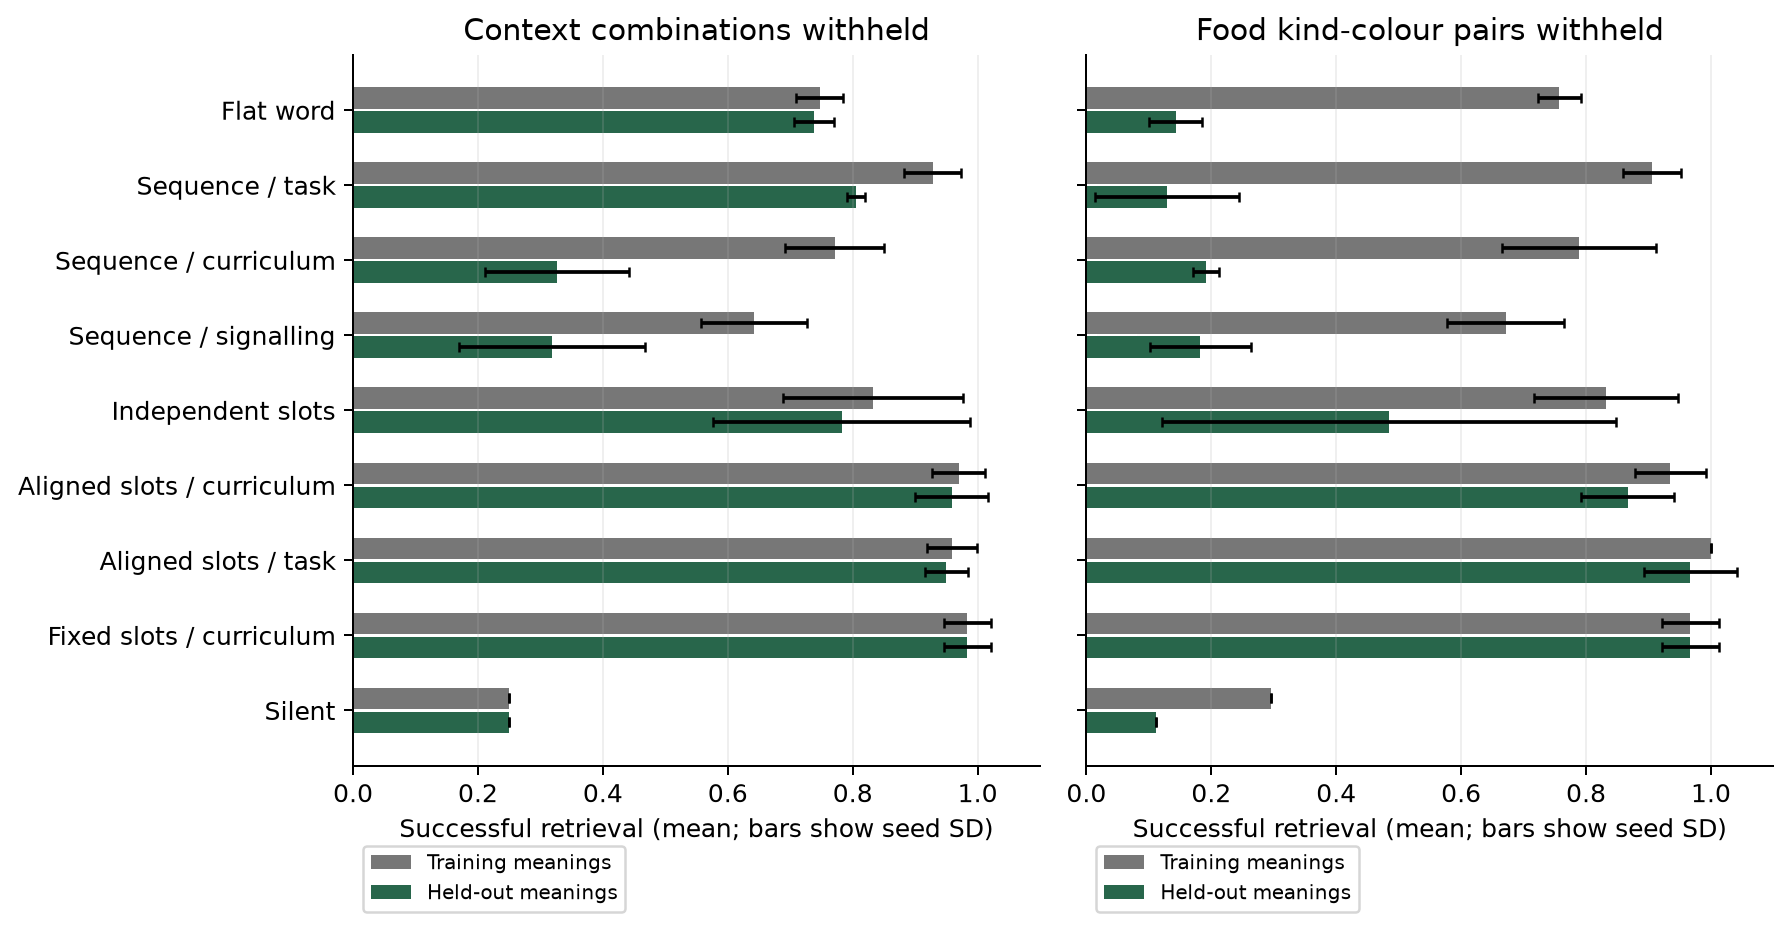 Context combinations withheld
Food kind-colour pairs withheld
Flat word
Sequence / task
Sequence / curriculum
Sequence / signalling
Independent slots
Aligned slots / curriculum
Aligned slots / task
Fixed slots / curriculum
Silent
0.0 0.2 0.4 0.6 0.8 1.0
0.0 0.2 0.4 0.6 0.8 1.0
Successful retrieval (mean; bars show seed SD)
Successful retrieval (mean; bars show seed SD)
Training meanings
Held-out meanings
Training meanings
Held-out meanings